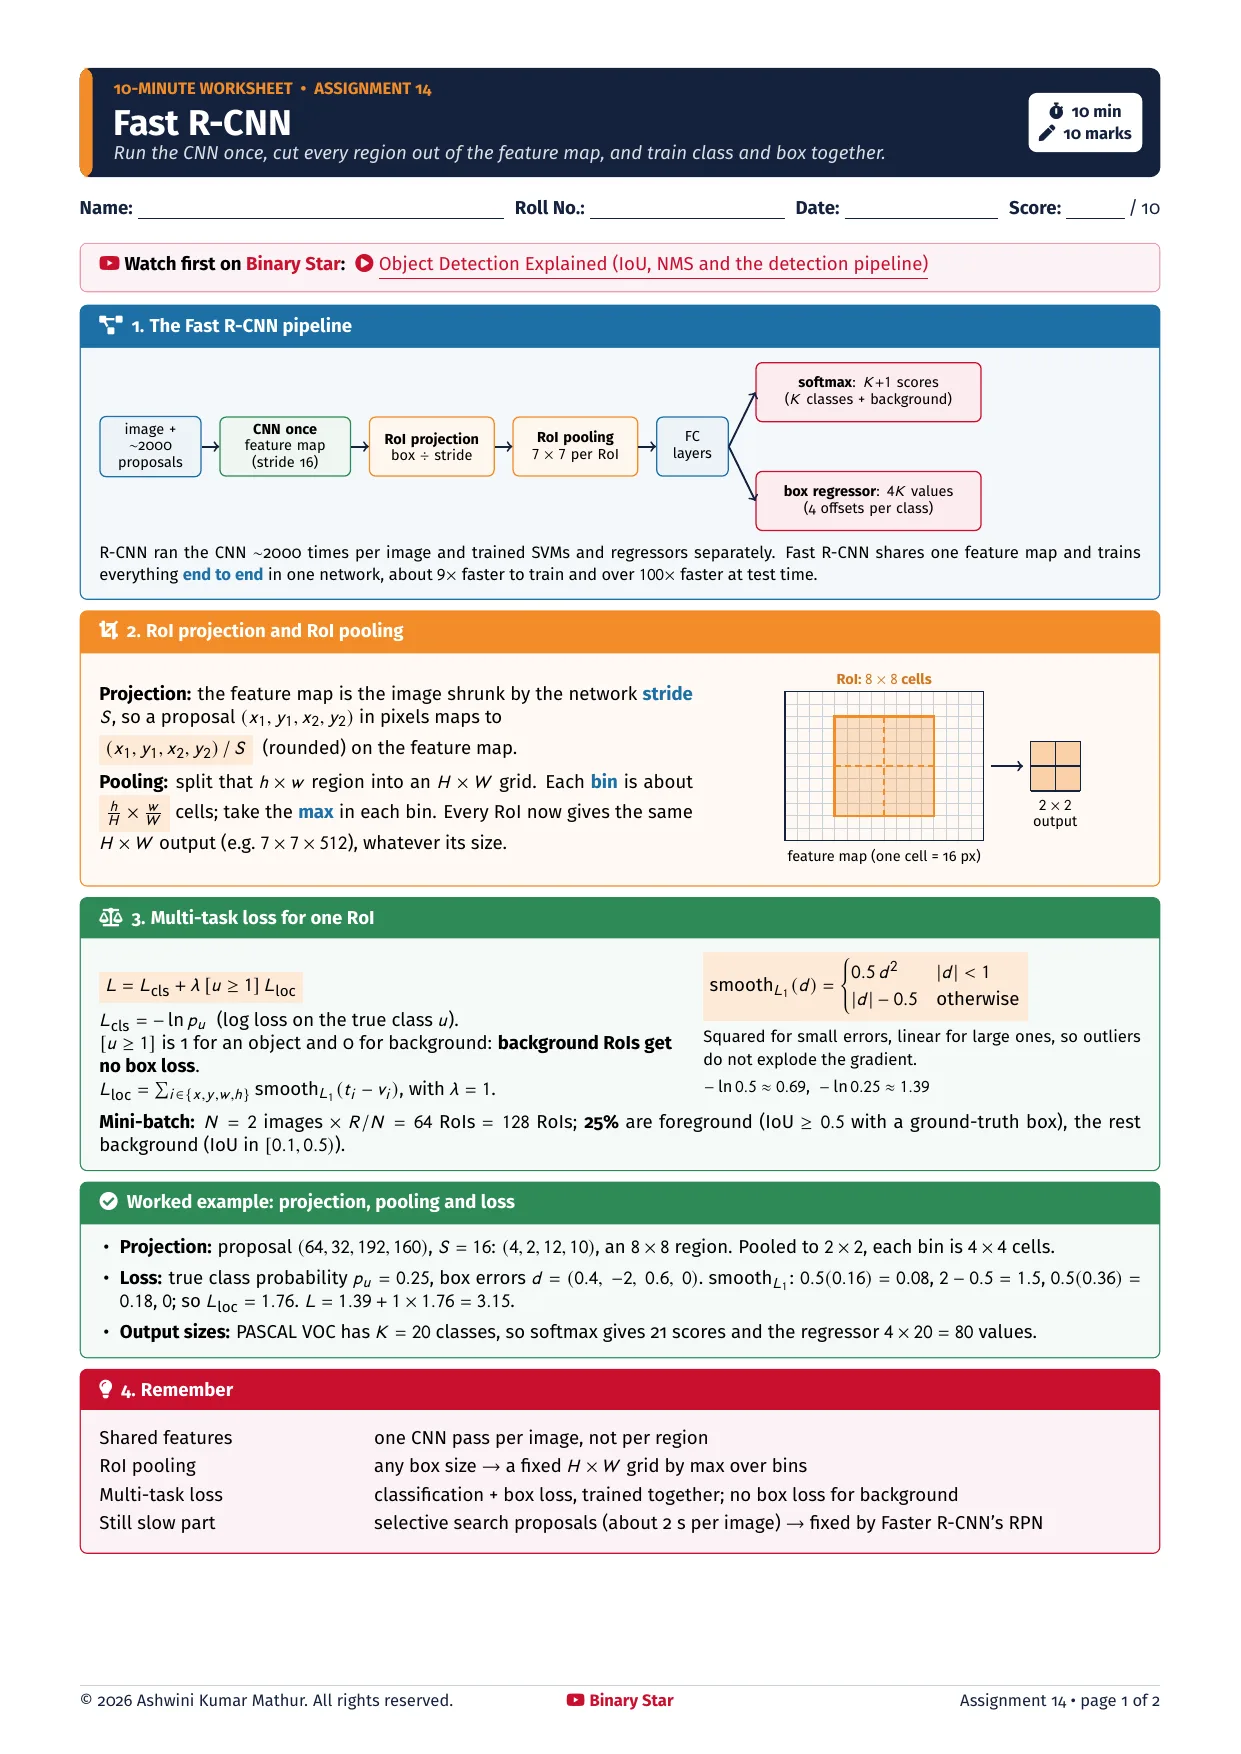 10-MINUTE WORKSHEET • ASSIGNMENT 14
Fast R-CNN
Run the CNN once, cut every region out of the feature map, and train class and box together.
10 min
10 marks
Name: Roll No.: Date: Score: / 10
Watch first on Binary Star: Object Detection Explained (IoU, NMS and the detection pipeline)
1. The Fast R-CNN pipeline
image +
~2000
proposals
CNN once
feature map
(stride 16)
RoI projection
box ÷ stride
RoI pooling
7 × 7 per RoI
FC
layers
softmax: K+1 scores
(K classes + background)
box regressor: 4K values
(4 offsets per class)
R-CNN ran the CNN ~2000 times per image and trained SVMs and regressors separately. Fast R-CNN shares one feature map and trains
everything end to end in one network, about 9× faster to train and over 100× faster at test time.
2. RoI projection and RoI pooling
Projection: the feature map is the image shrunk by the network stride
S, so a proposal (x₁, y₁, x₂, y₂) in pixels maps to
(x₁, y₁, x₂, y₂) / S (rounded) on the feature map.
Pooling: split that h × w region into an H × W grid. Each bin is about
h/H × w/W cells; take the max in each bin. Every RoI now gives the same
H × W output (e.g. 7 × 7 × 512), whatever its size.
RoI: 8 × 8 cells
feature map (one cell = 16 px)
2 × 2
output
3. Multi-task loss for one RoI
L = L_cls + λ [u ≥ 1] L_loc
L_cls = − ln p_u (log loss on the true class u).
[u ≥ 1] is 1 for an object and 0 for background: background RoIs get
no box loss.
L_loc = ∑_{i∈{x,y,w,h}} smooth_{L₁}(t_i − v_i), with λ = 1.
smooth_{L₁}(d) = { 0.5 d² |d| < 1
|d| − 0.5 otherwise
Squared for small errors, linear for large ones, so outliers
do not explode the gradient.
− ln 0.5 ≈ 0.69, − ln 0.25 ≈ 1.39
Mini-batch: N = 2 images × R/N = 64 RoIs = 128 RoIs; 25% are foreground (IoU ≥ 0.5 with a ground-truth box), the rest
background (IoU in [0.1, 0.5)).
Worked example: projection, pooling and loss
• Projection: proposal (64, 32, 192, 160), S = 16: (4, 2, 12, 10), an 8 × 8 region. Pooled to 2 × 2, each bin is 4 × 4 cells.
• Loss: true class probability p_u = 0.25, box errors d = (0.4, −2, 0.6, 0). smooth_{L₁}: 0.5(0.16) = 0.08, 2 − 0.5 = 1.5, 0.5(0.36) =
0.18, 0; so L_loc = 1.76. L = 1.39 + 1 × 1.76 = 3.15.
• Output sizes: PASCAL VOC has K = 20 classes, so softmax gives 21 scores and the regressor 4 × 20 = 80 values.
4. Remember
Shared features one CNN pass per image, not per region
RoI pooling any box size → a fixed H × W grid by max over bins
Multi-task loss classification + box loss, trained together; no box loss for background
Still slow part selective search proposals (about 2 s per image) → fixed by Faster R-CNN's RPN
© 2026 Ashwini Kumar Mathur. All rights reserved. Binary Star Assignment 14 • page 1 of 2